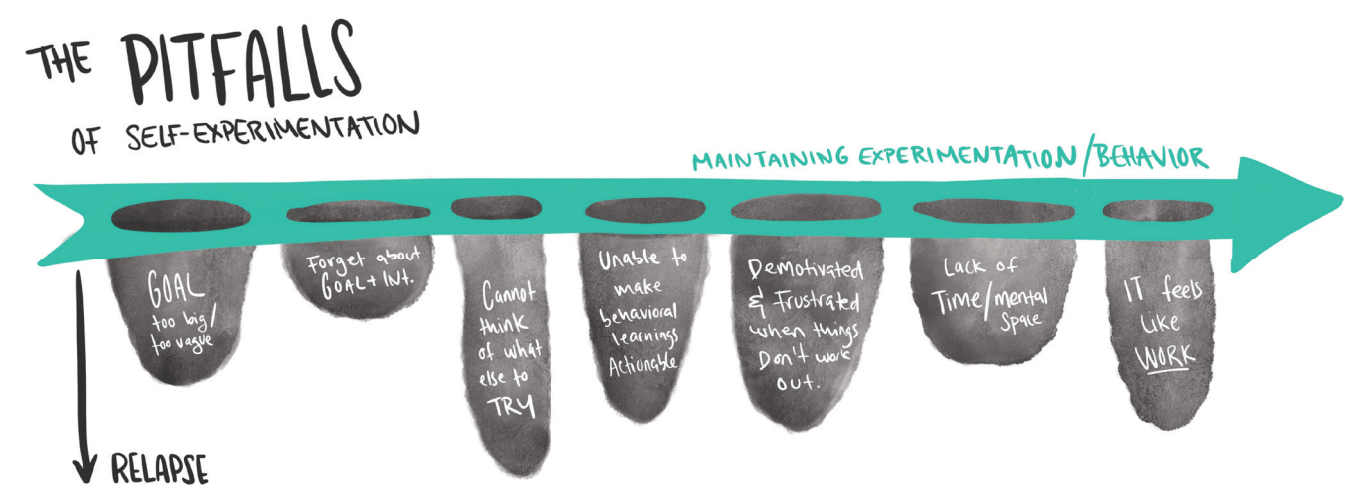 THE PITFALLS
OF SELF-EXPERIMENTATION
MAINTAINING EXPERIMENTATION/BEHAVIOR
GOAL
too big/
too vague
Forget about
GOAL + INT.
Cannot
think
of what
else to
TRY
Unable to
make
behavioral
learnings
Actionable
Demotivated
& Frustrated
when things
Don't work
out.
Lack of
Time/mental
Space
IT feels
like
WORK
RELAPSE